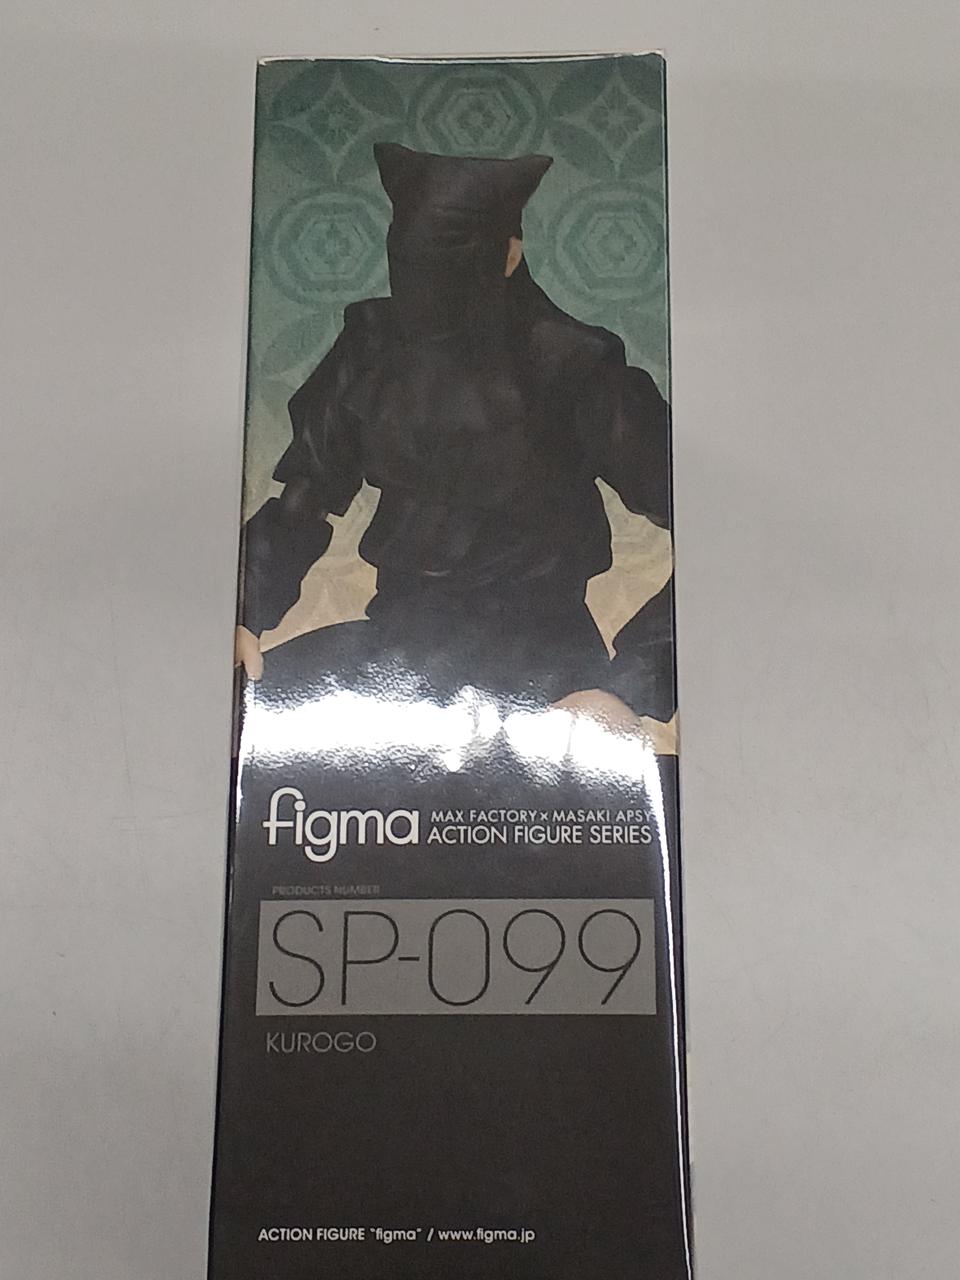 figma MAX FACTORY × MASAKI APSY
ACTION FIGURE SERIES
PRODUCTS NUMBER
SP-099
KUROGO
ACTION FIGURE "figma" / www.figma.jp